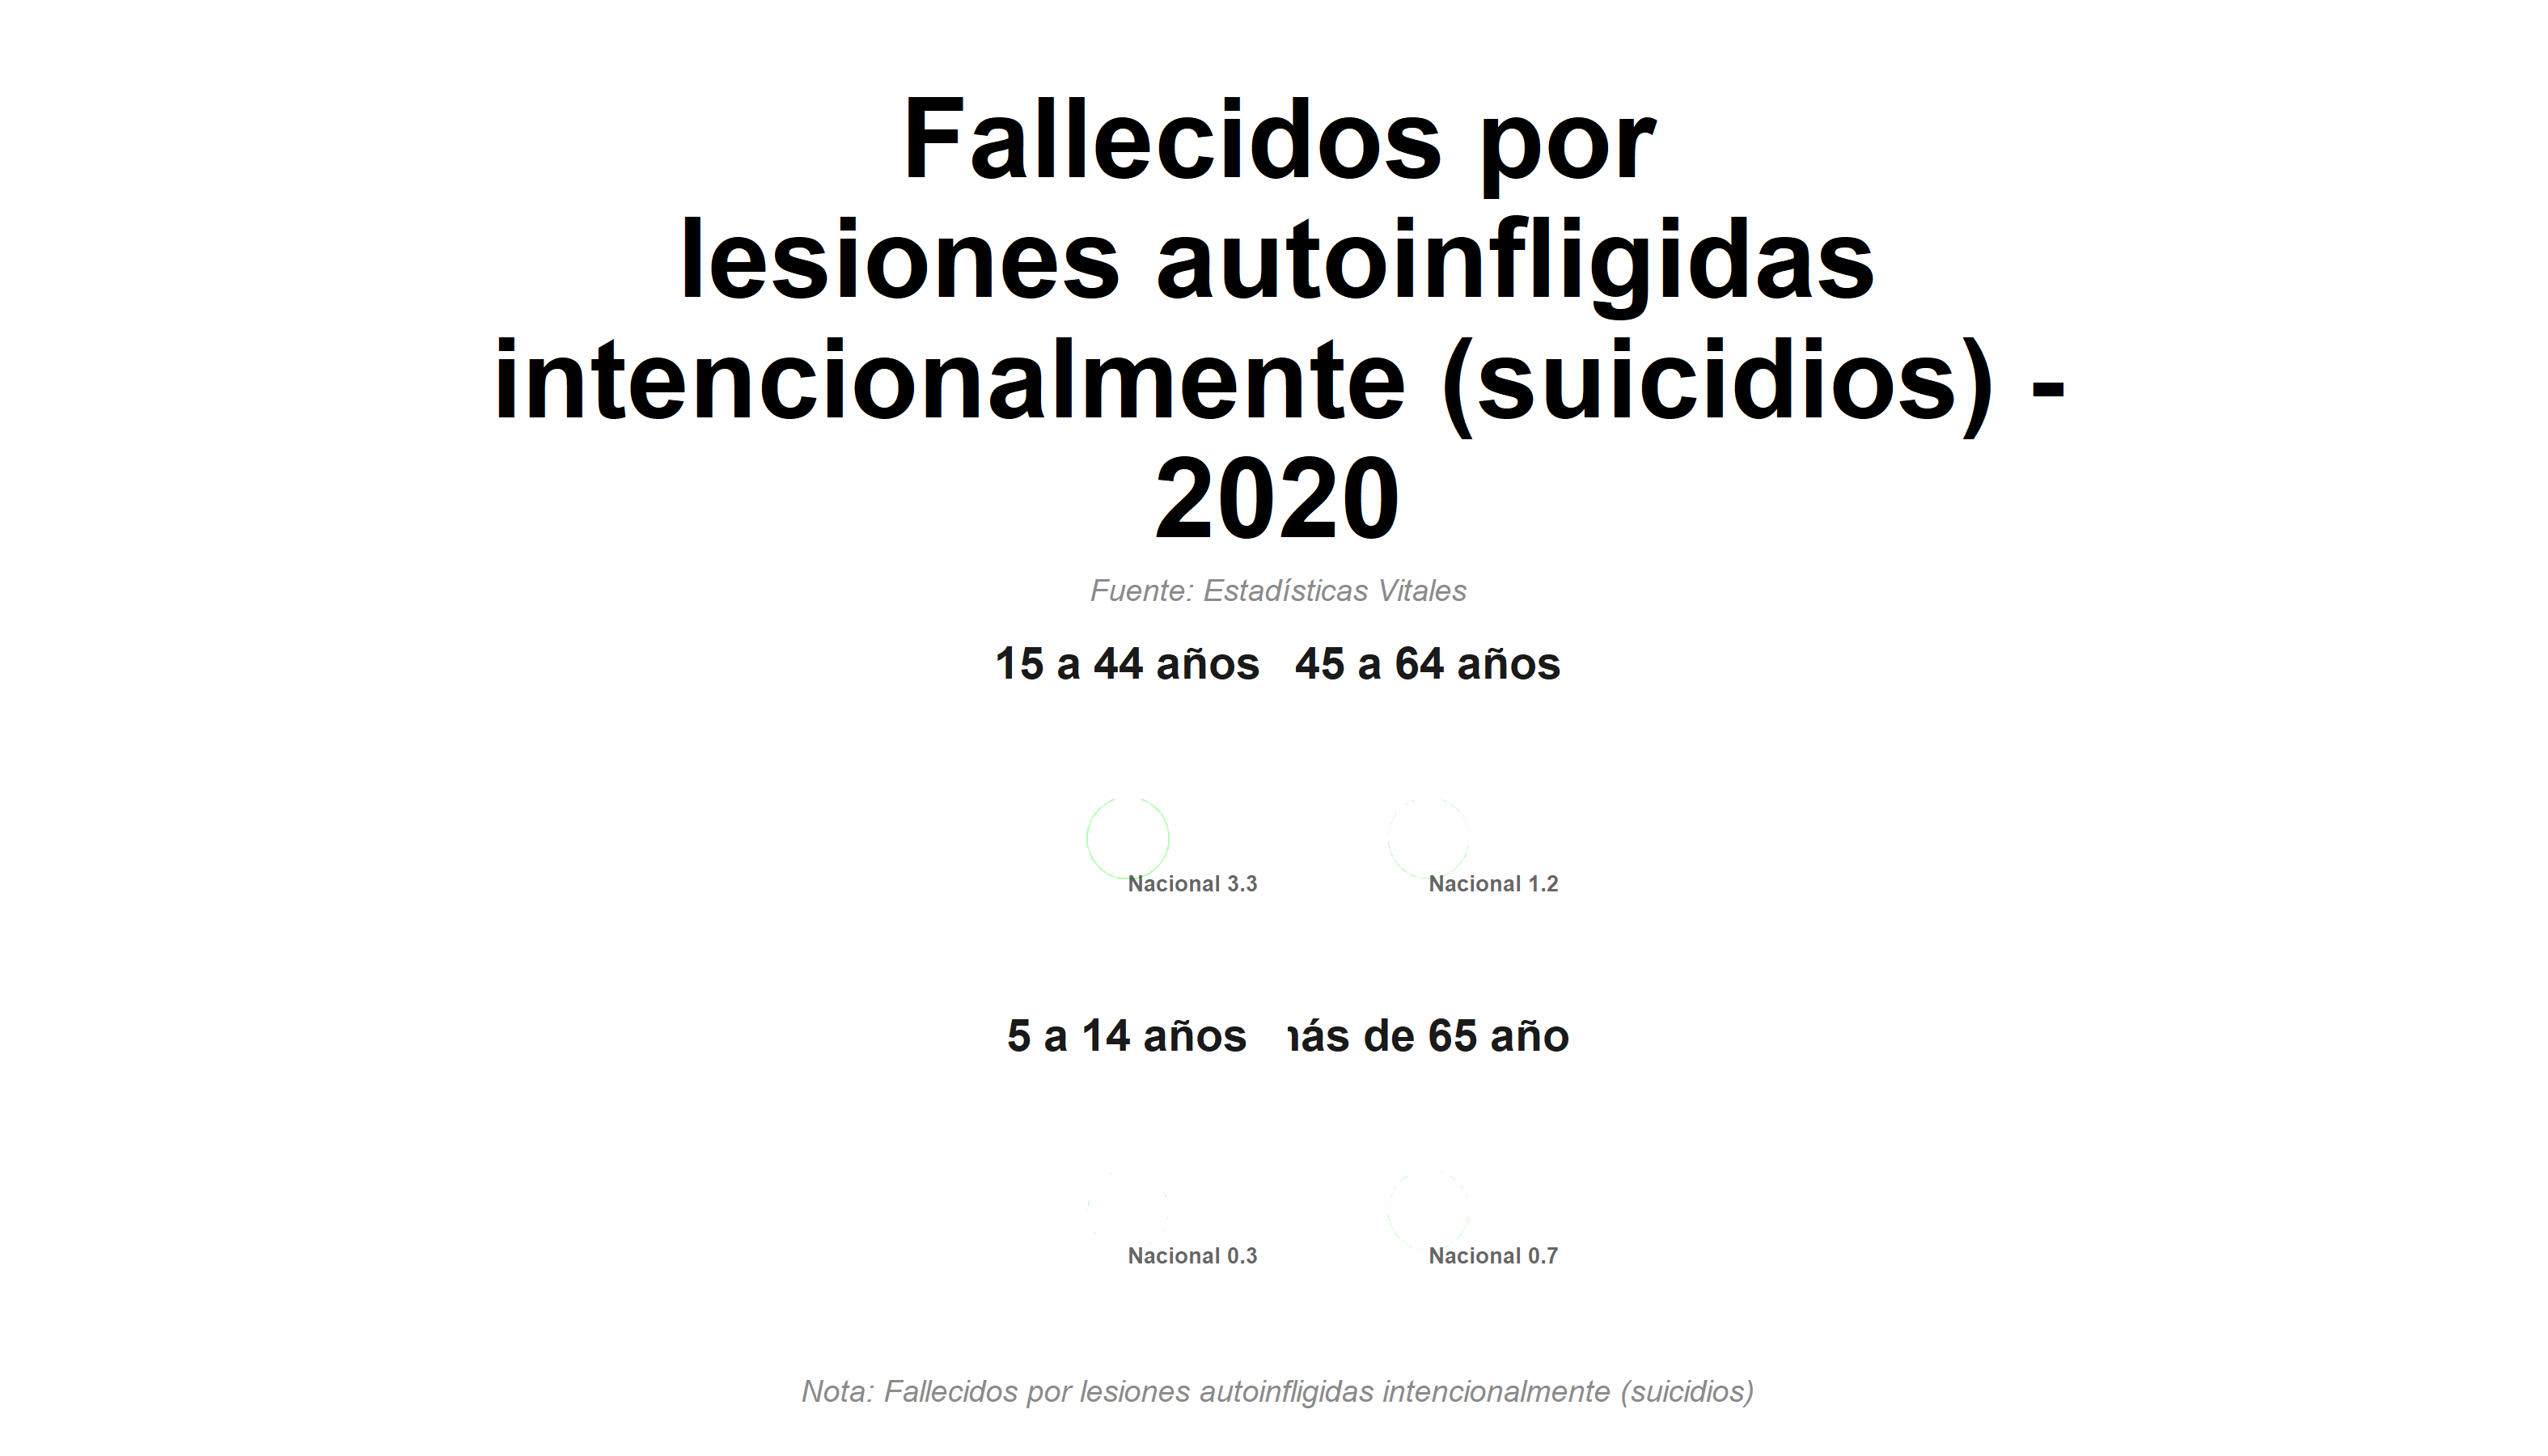 Fallecidos por
lesiones autoinfligidas
intencionalmente (suicidios) -
2020
Fuente: Estadísticas Vitales
15 a 44 años 45 a 64 años
Nacional 3.3 Nacional 1.2
5 a 14 años ás de 65 año
Nacional 0.3 Nacional 0.7
Nota: Fallecidos por lesiones autoinfligidas intencionalmente (suicidios)